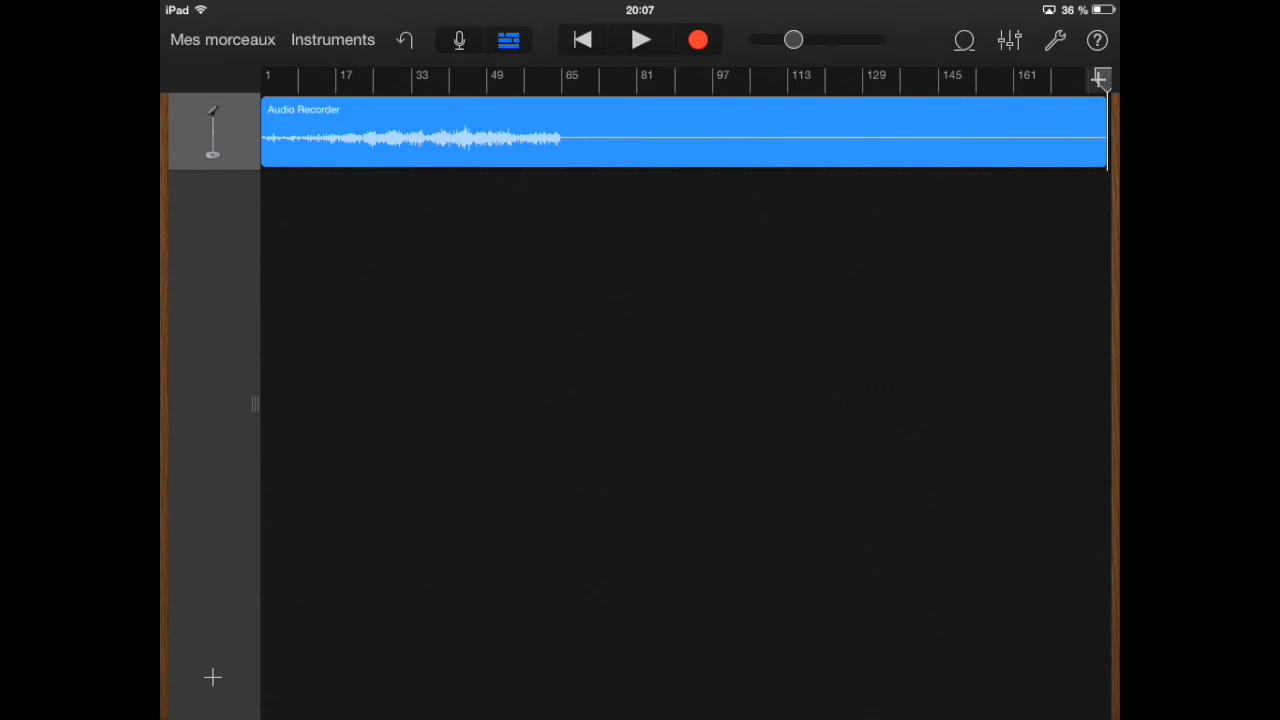 iPad 20:07 36 %
Mes morceaux Instruments ?
1 17 33 49 65 81 97 113 129 145 161
Audio Recorder